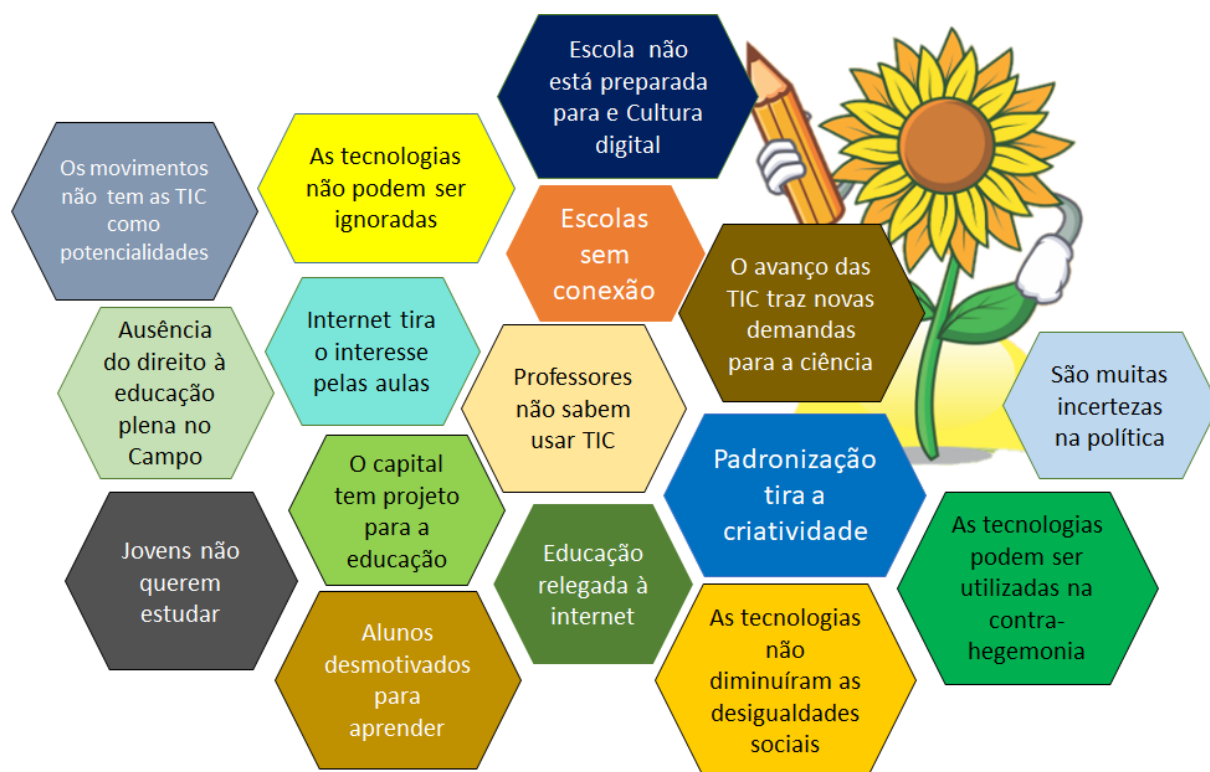 Escola não
está preparada
para e Cultura
digital
Os movimentos
não tem as TIC
como
potencialidades
As tecnologias
não podem ser
ignoradas
Escolas
sem
conexão
O avanço das
TIC traz novas
demandas
para a ciência
Ausência
do direito à
educação
plena no
Campo
Internet tira
o interesse
pelas aulas
Professores
não sabem
usar TIC
São muitas
incertezas
na política
O capital
tem projeto
para a
educação
Padronização
tira a
criatividade
Jovens não
querem
estudar
Educação
relegada à
internet
As tecnologias
podem ser
utilizadas na
contra-
hegemonia
Alunos
desmotivados
para
aprender
As tecnologias
não
diminuíram as
desigualdades
sociais